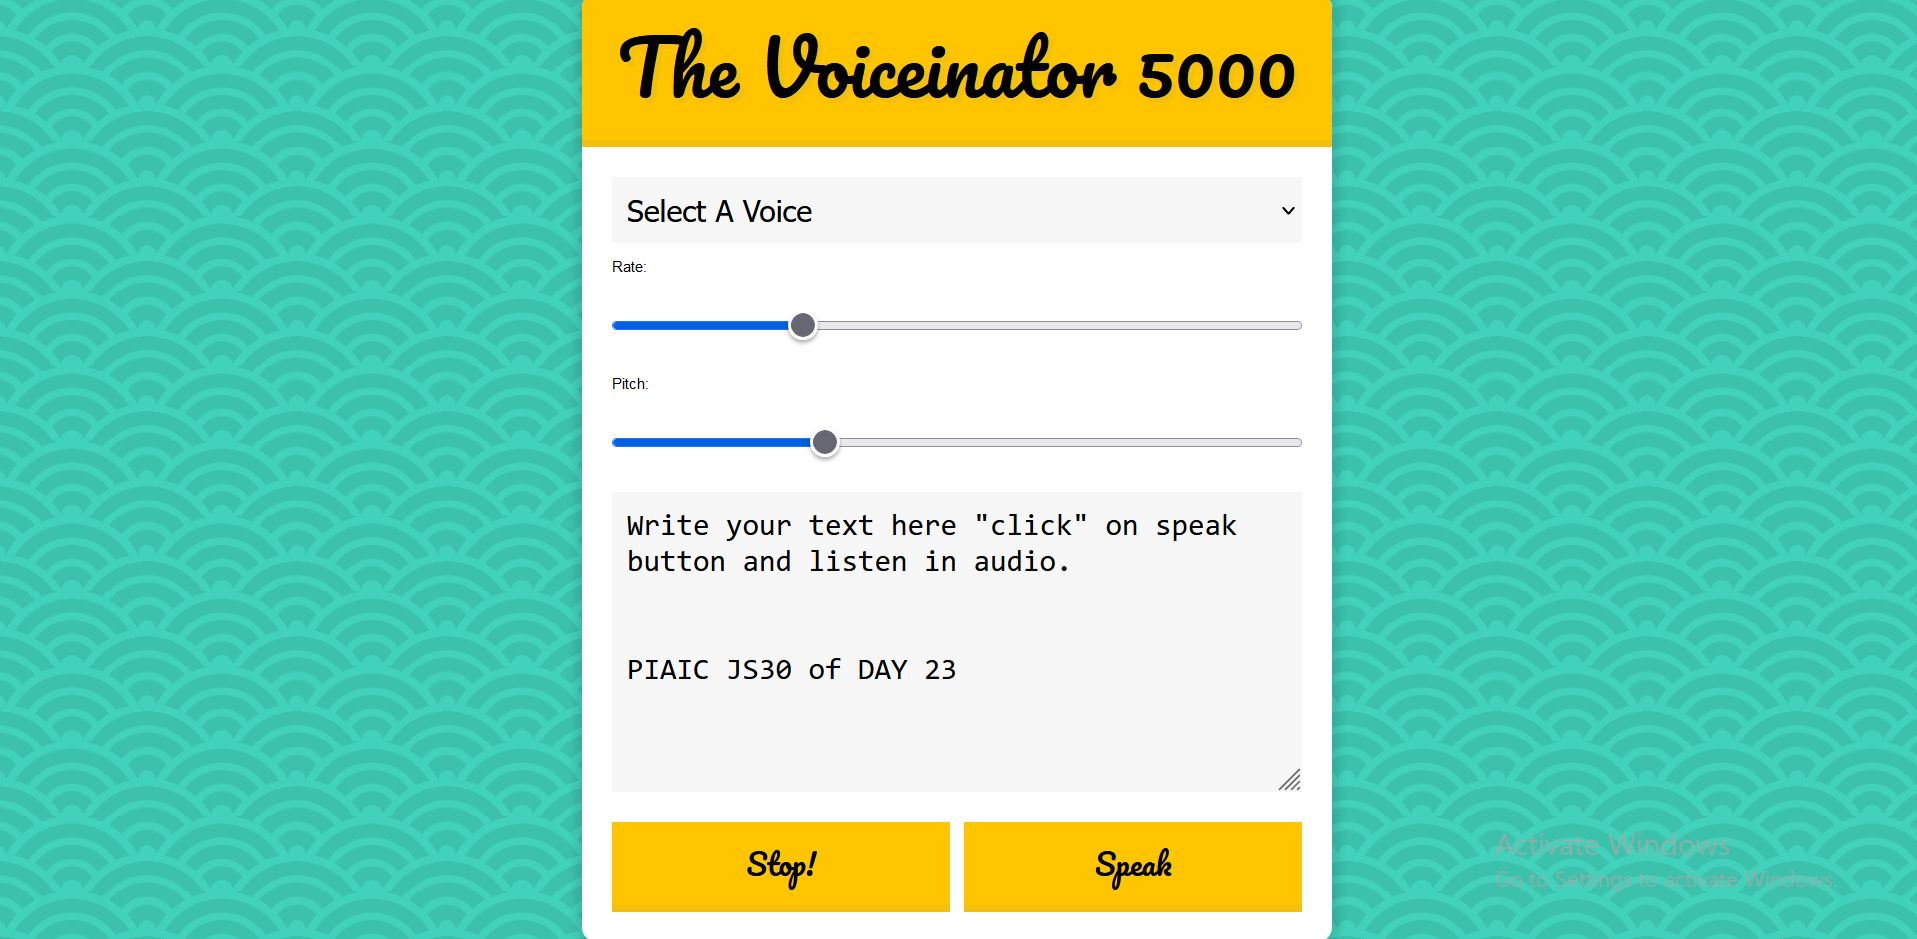 The Voiceinator 5000
Select A Voice
Rate:
Pitch:
Write your text here "click" on speak
button and listen in audio.
PIAIC JS30 of DAY 23
Stop!
Speak
Activate Windows
Go to Settings to activate Windows.